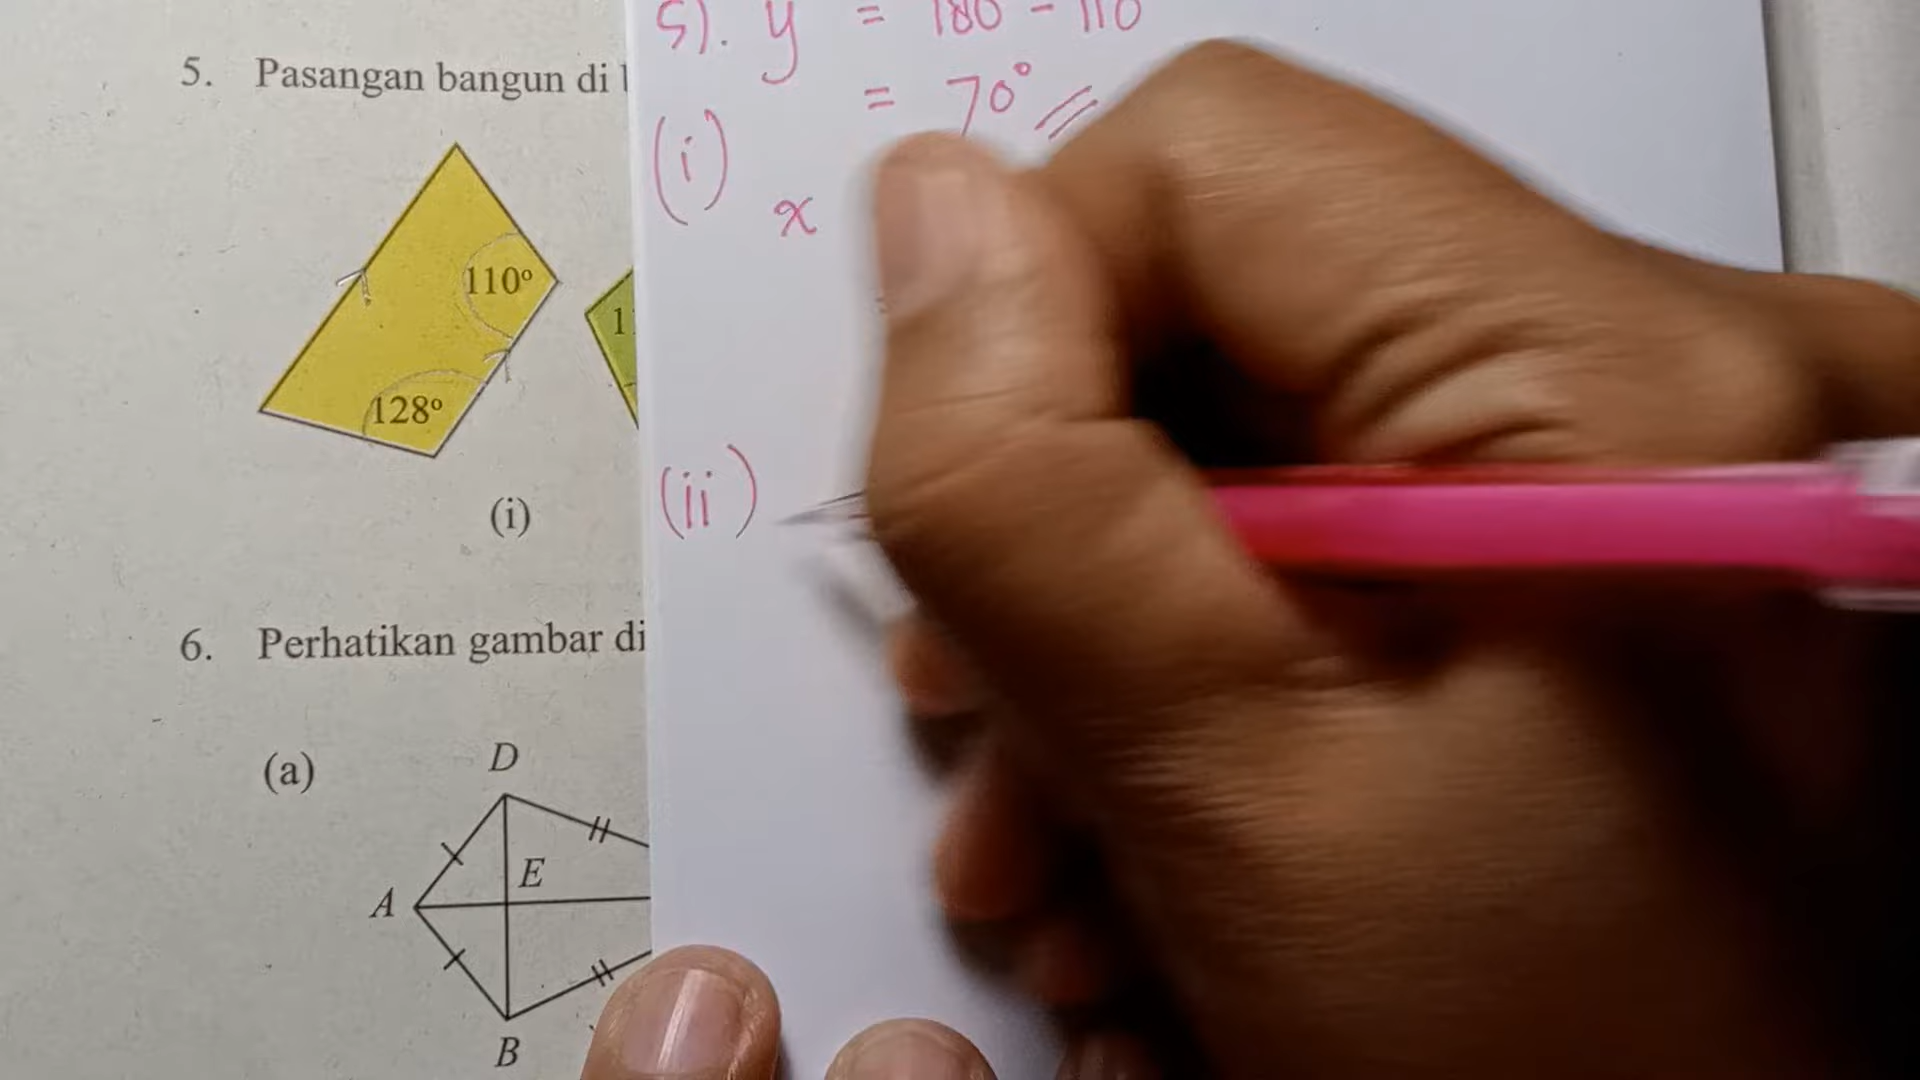 5. Pasangan bangun di
110°
128°
(i)
6. Perhatikan gambar di
(a)
D
E
A
B
5). y = 180 - 110
= 70°
(i)
x
(ii)